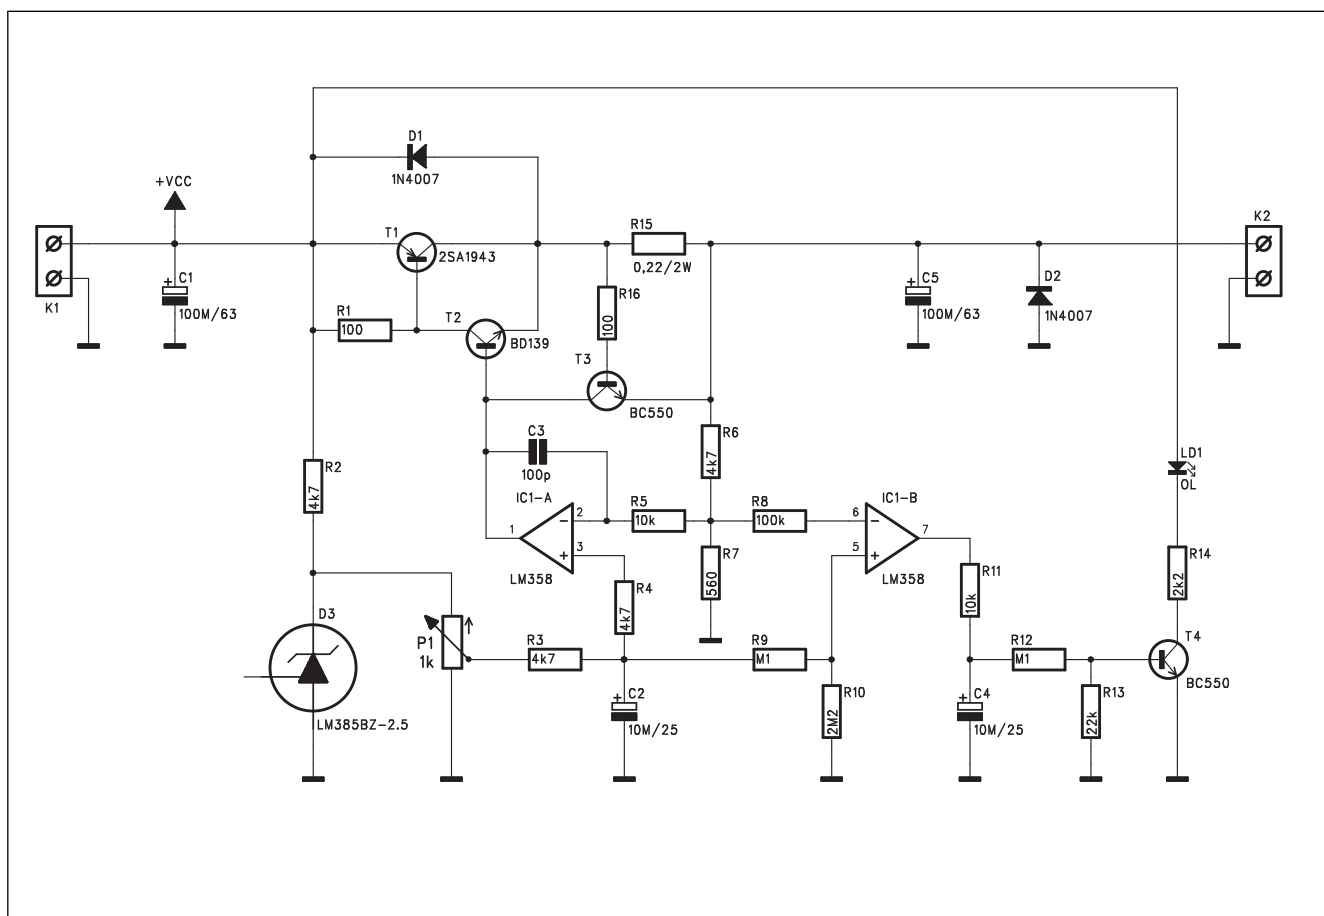 D1
1N4007
+VCC
K1
C1
100M/63
T1
2SA1943
R15
0,22/2W
K2
R1
100
T2
BD139
R16
100
T3
BC550
C5
100M/63
D2
1N4007
R2
4k7
C3
100p
R6
4k7
LD1
OL
IC1-A
1
2
3
LM358
R5
10k
R8
100k
IC1-B
6
5
7
LM358
R7
560
R4
4k7
R11
10k
R14
2k2
D3
LM385BZ-2.5
P1
1k
R3
4k7
R9
M1
R12
M1
T4
BC550
C2
10M/25
R10
2M2
C4
10M/25
R13
22k
+
+
+
+
-
+
-
+